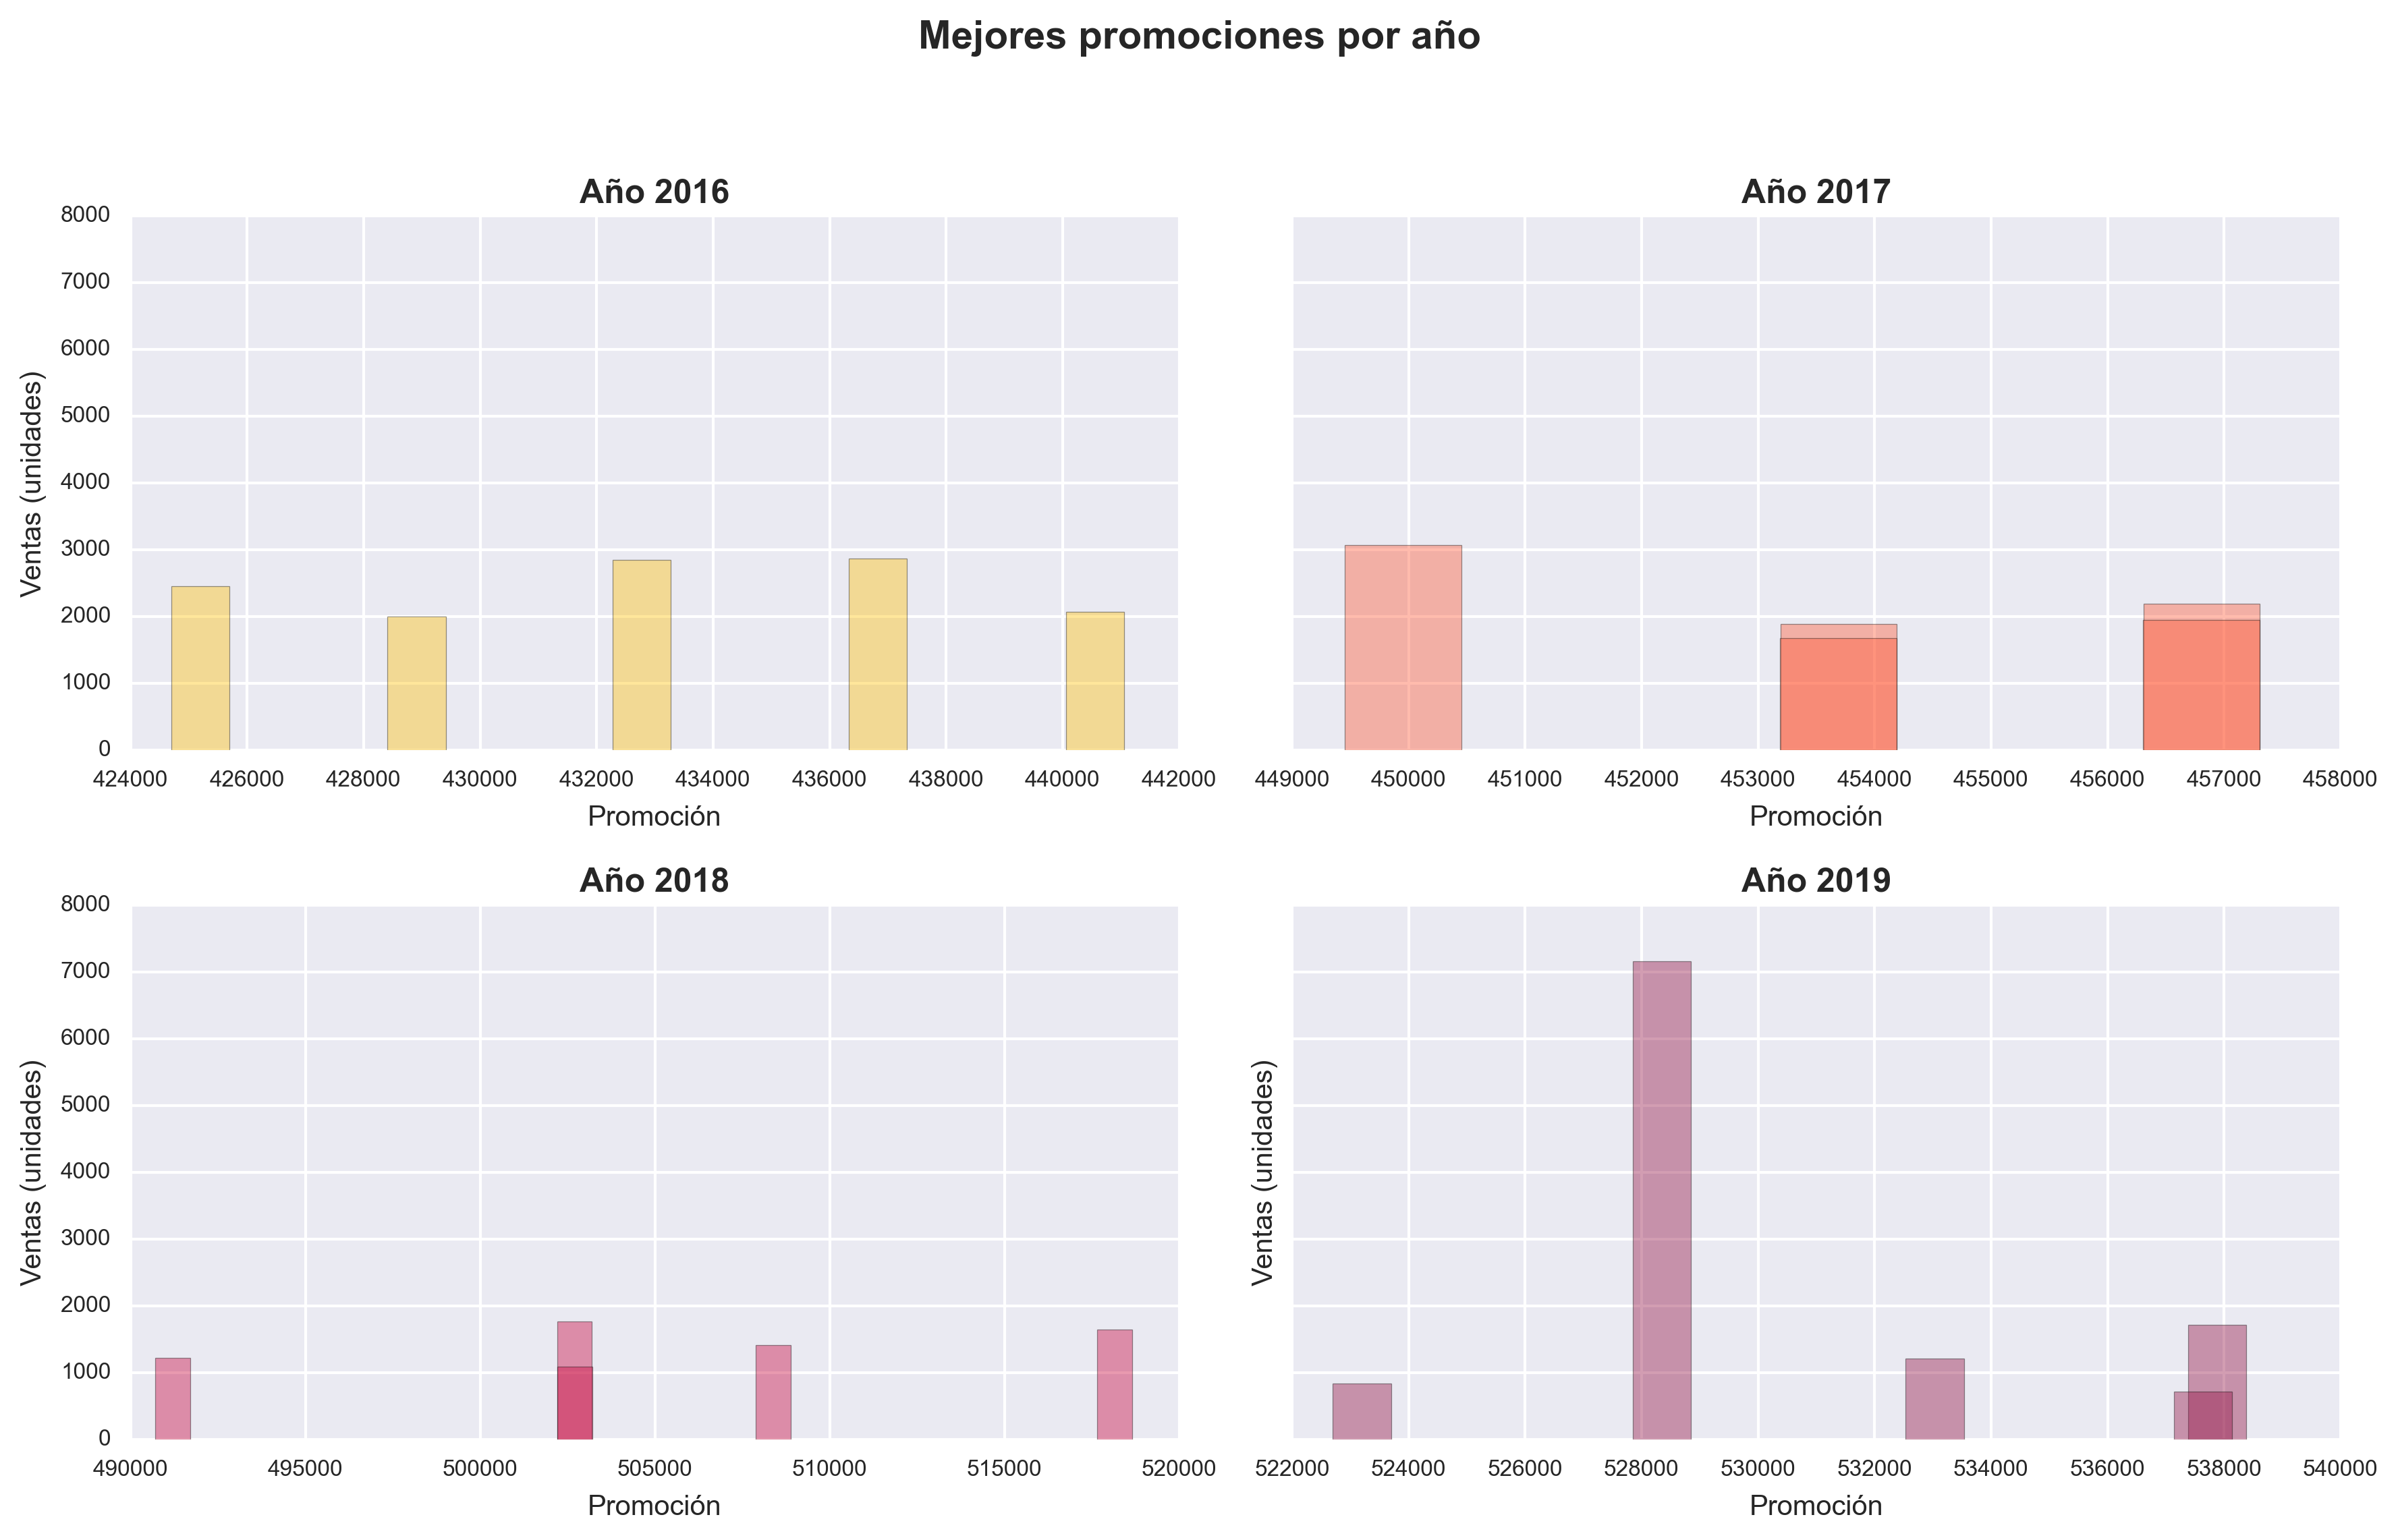 Mejores promociones por año
Año 2016
Año 2017
8000
7000
6000
5000
4000
3000
2000
1000
0
Ventas (unidades)
424000 426000 428000 430000 432000 434000 436000 438000 440000 442000
449000 450000 451000 452000 453000 454000 455000 456000 457000 458000
Promoción
Promoción
Año 2018
Año 2019
8000
7000
6000
5000
4000
3000
2000
1000
0
Ventas (unidades)
Ventas (unidades)
490000 495000 500000 505000 510000 515000 520000
522000 524000 526000 528000 530000 532000 534000 536000 538000 540000
Promoción
Promoción